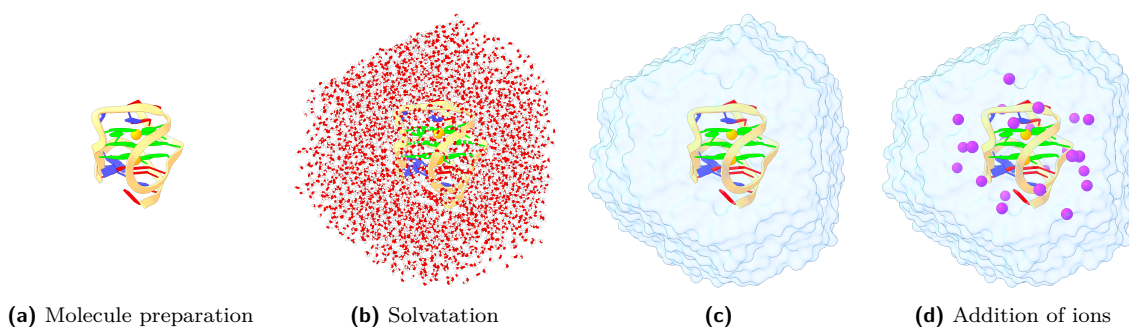 (a) Molecule preparation
(b) Solvatation
(c)
(d) Addition of ions